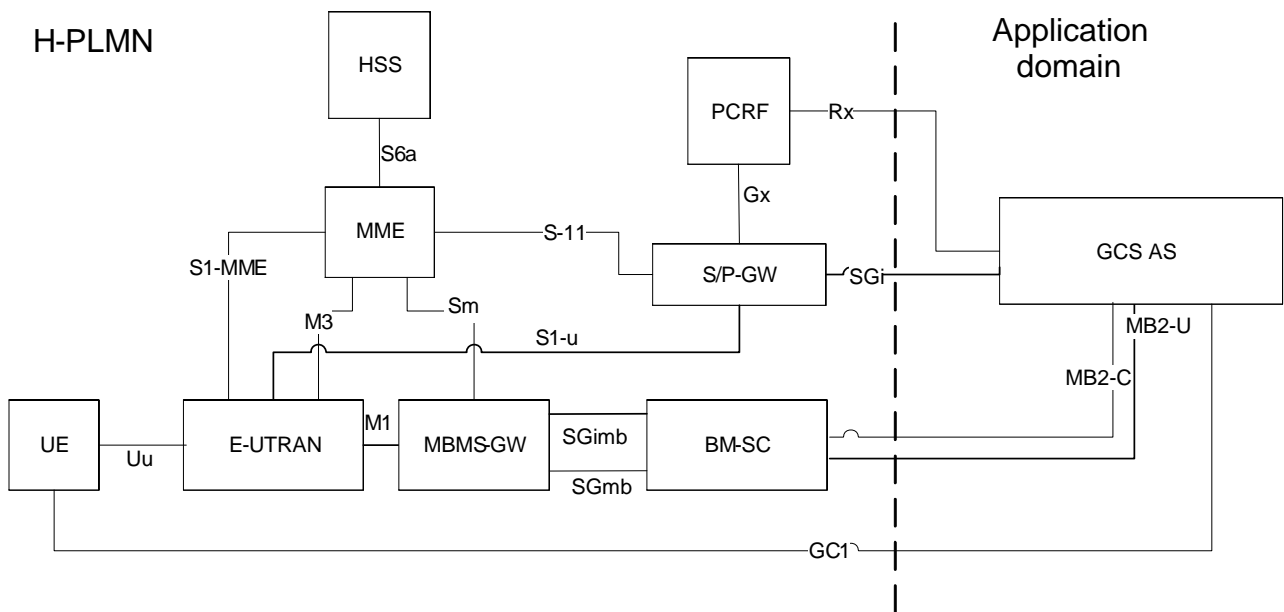 H-PLMN
Application
domain
HSS
PCRF
Rx
S6a
Gx
MME
S-11
GCS AS
S1-MME
S/P-GW
SGi
M3
Sm
S1-u
MB2-U
MB2-C
UE
Uu
E-UTRAN
M1
MBMS-GW
SGimb
SGmb
BM-SC
GC1